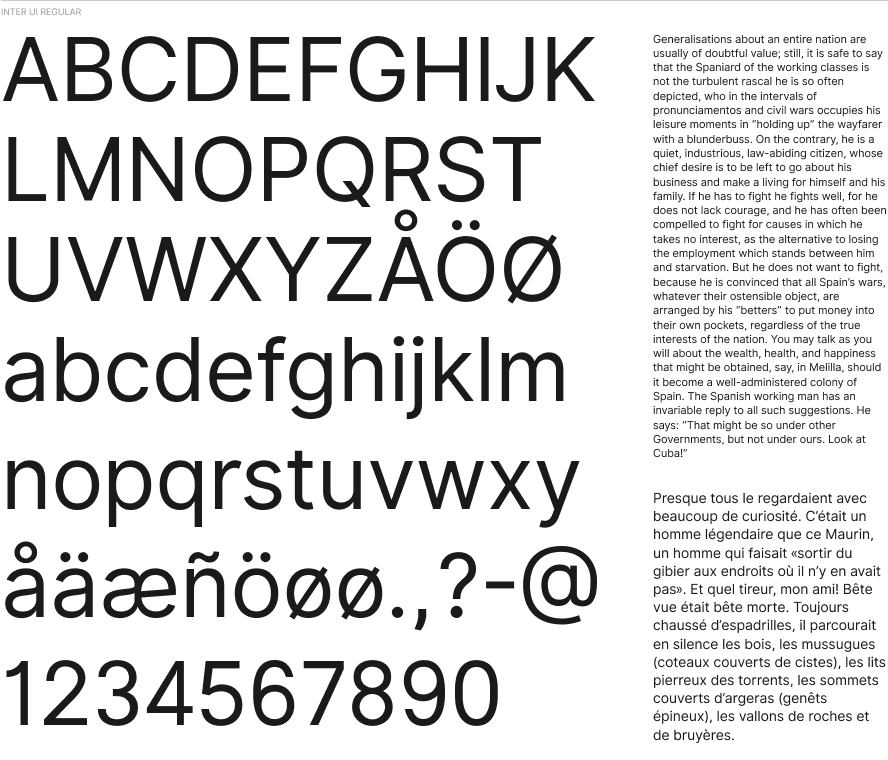 INTER UI REGULAR
ABCDEFGHIJK
LMNOPQRST
UVWXYZÅÖØ
abcdefghijklm
nopqrstuvwxy
åäæñöøø.,?-@
1234567890
Generalisations about an entire nation are
usually of doubtful value; still, it is safe to say
that the Spaniard of the working classes is
not the turbulent rascal he is so often
depicted, who in the intervals of
pronunciamentos and civil wars occupies his
leisure moments in “holding up” the wayfarer
with a blunderbuss. On the contrary, he is a
quiet, industrious, law-abiding citizen, whose
chief desire is to be left to go about his
business and make a living for himself and his
family. If he has to fight he fights well, for he
does not lack courage, and he has often been
compelled to fight for causes in which he
takes no interest, as the alternative to losing
the employment which stands between him
and starvation. But he does not want to fight,
because he is convinced that all Spain’s wars,
whatever their ostensible object, are
arranged by his “betters” to put money into
their own pockets, regardless of the true
interests of the nation. You may talk as you
will about the wealth, health, and happiness
that might be obtained, say, in Melilla, should
it become a well-administered colony of
Spain. The Spanish working man has an
invariable reply to all such suggestions. He
says: “That might be so under other
Governments, but not under ours. Look at
Cuba!”
Presque tous le regardaient avec
beaucoup de curiosité. C’était un
homme légendaire que ce Maurin,
un homme qui faisait «sortir du
gibier aux endroits où il n’y en avait
pas». Et quel tireur, mon ami! Bête
vue était bête morte. Toujours
chaussé d’espadrilles, il parcourait
en silence les bois, les mussugues
(coteaux couverts de cistes), les lits
pierreux des torrents, les sommets
couverts d’argeras (genêts
épineux), les vallons de roches et
de bruyères.